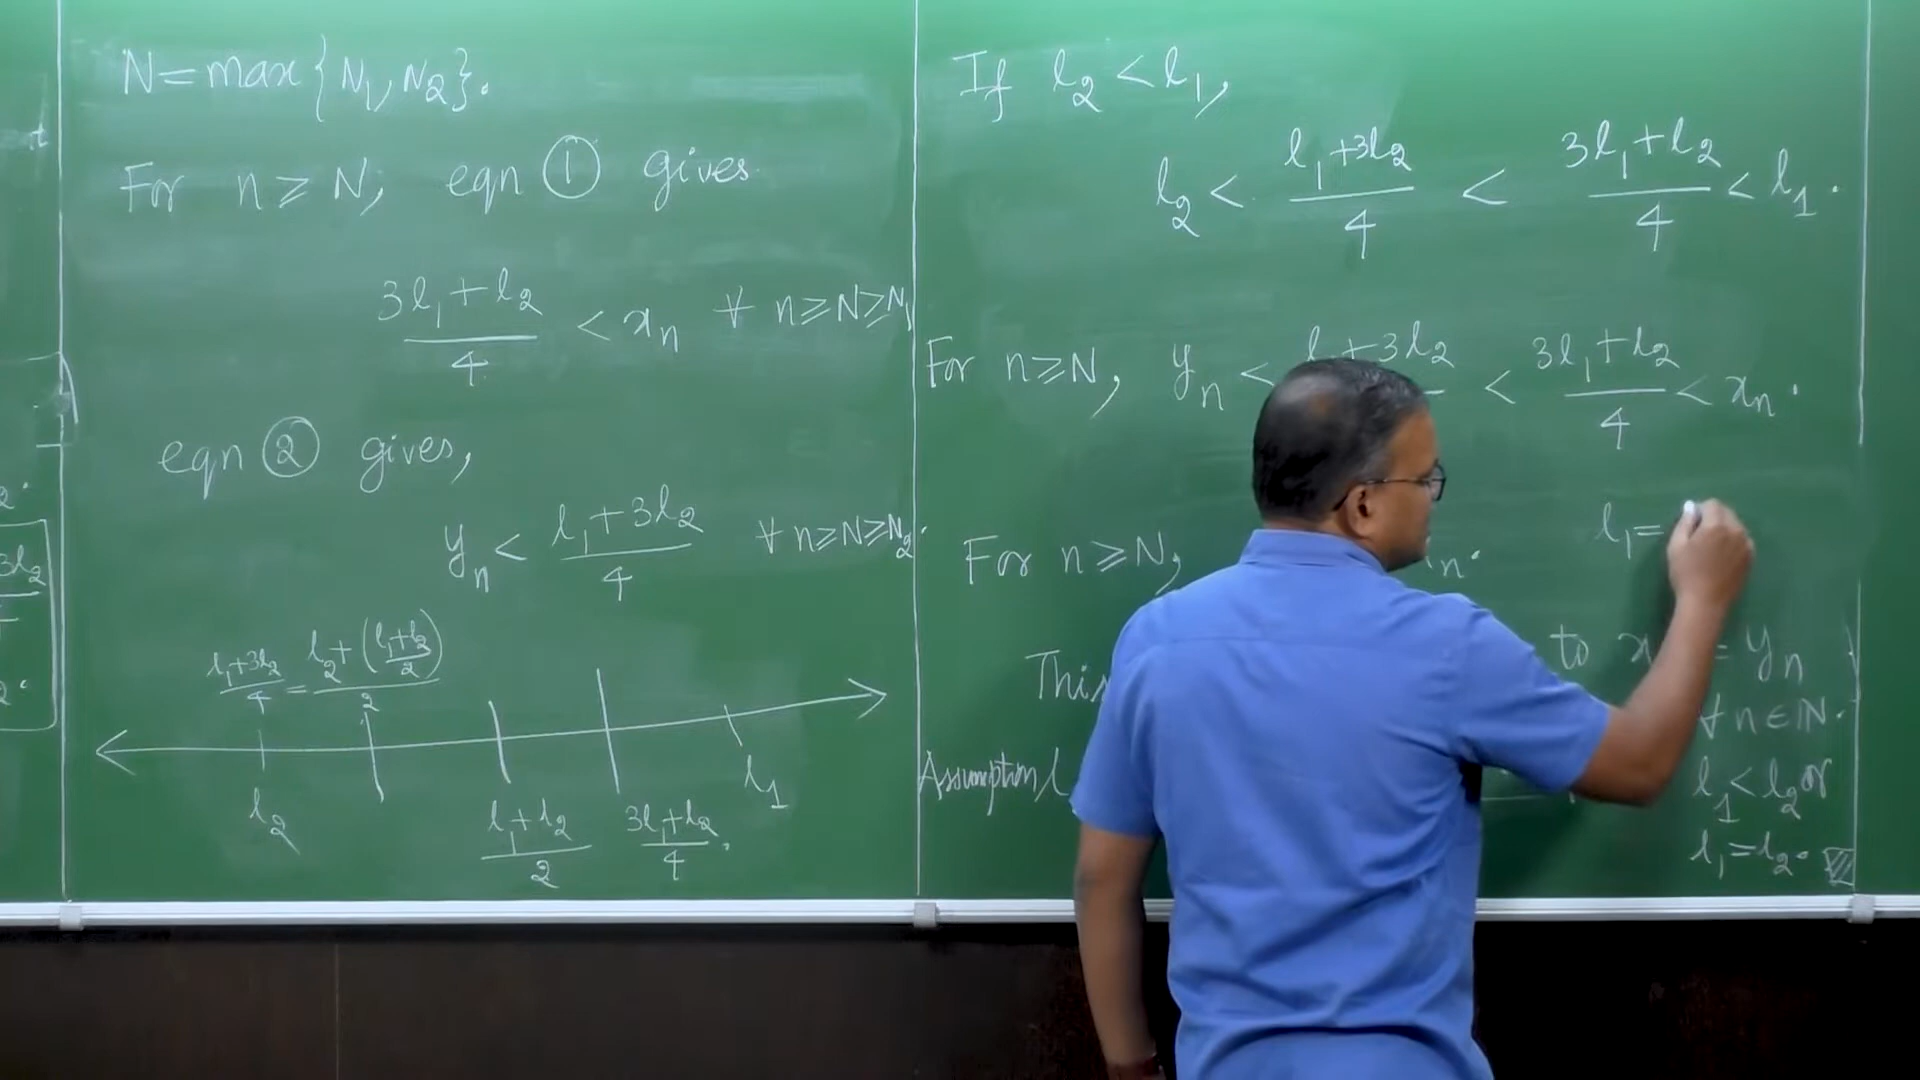 N = max{N₁, N₂}.
For n ≥ N, eqn ① gives
(3l₁ + l₂)/4 < xₙ ∀ n ≥ N ≥ N₁
eqn ② gives,
yₙ < (l₁ + 3l₂)/4 ∀ n ≥ N ≥ N₂.
(l₁ + 3l₂)/4 = (l₂ + ((l₁ + l₂)/2))/2
l₂
(l₁ + l₂)/2
(3l₁ + l₂)/4.
l₁
If l₂ < l₁,
l₂ < (l₁ + 3l₂)/4 < (3l₁ + l₂)/4 < l₁.
For n ≥ N, yₙ < l₁ + 3l₂ < (3l₁ + l₂)/4 < xₙ.
l₁ =
For n ≥ N,
This to = yₙ
∀ n ∈ ℕ.
Assumption l₁ < l₂ or
l₁ = l₂.